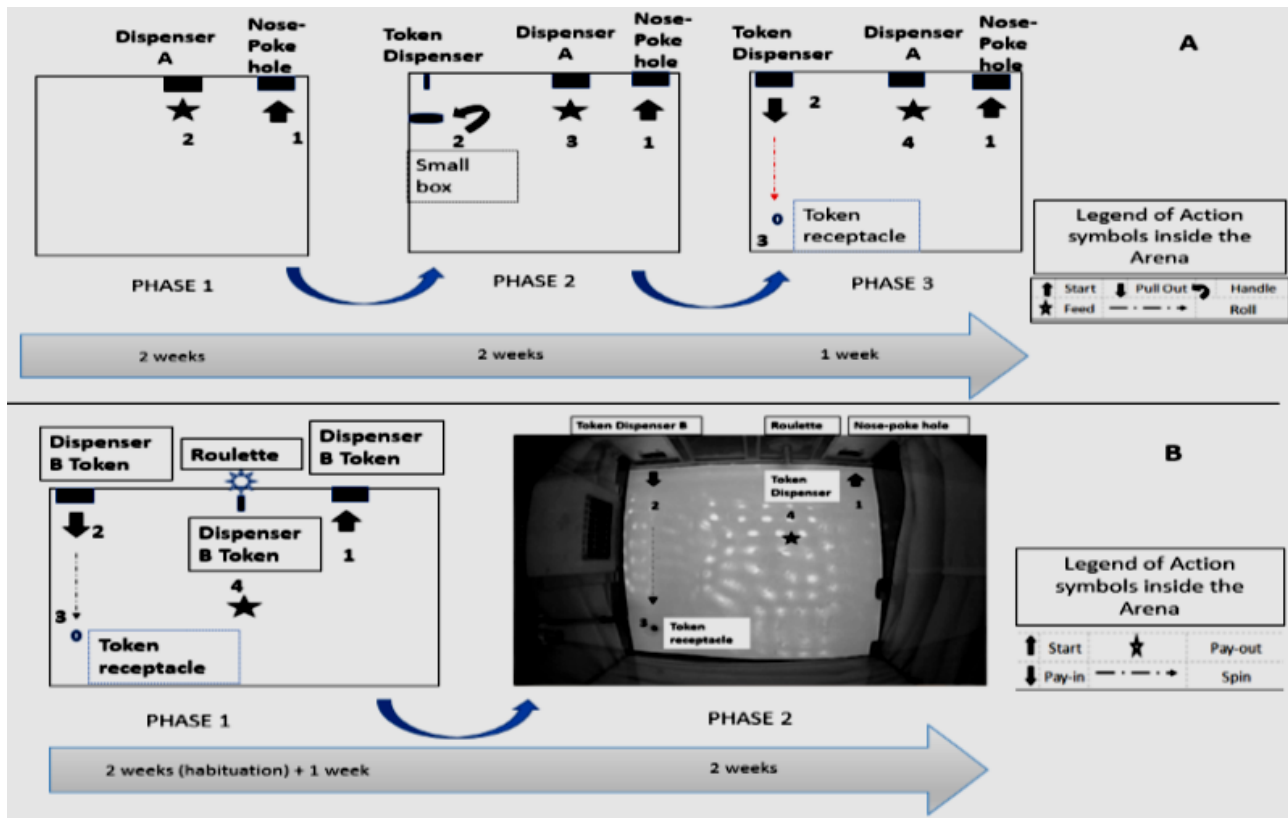 Dispenser
A
Nose-
Poke
hole
2
1
PHASE 1
Token
Dispenser
Dispenser
A
Nose-
Poke
hole
2
3
1
Small
box
PHASE 2
Token
Dispenser
Dispenser
A
Nose-
Poke
hole
2
4
1
3
Token
receptacle
PHASE 3
A
Legend of Action
symbols inside the
Arena
Start Pull Out Handle
Feed Roll
2 weeks
2 weeks
1 week
Dispenser
B Token
Roulette
Dispenser
B Token
2
Dispenser
B Token
1
4
3
Token
receptacle
PHASE 1
Token Dispenser B
Roulette
Nose-poke hole
2
Token
Dispenser
4
1
3
Token
receptacle
PHASE 2
B
Legend of Action
symbols inside the
Arena
Start Pay-out
Pay-in Spin
2 weeks (habituation) + 1 week
2 weeks